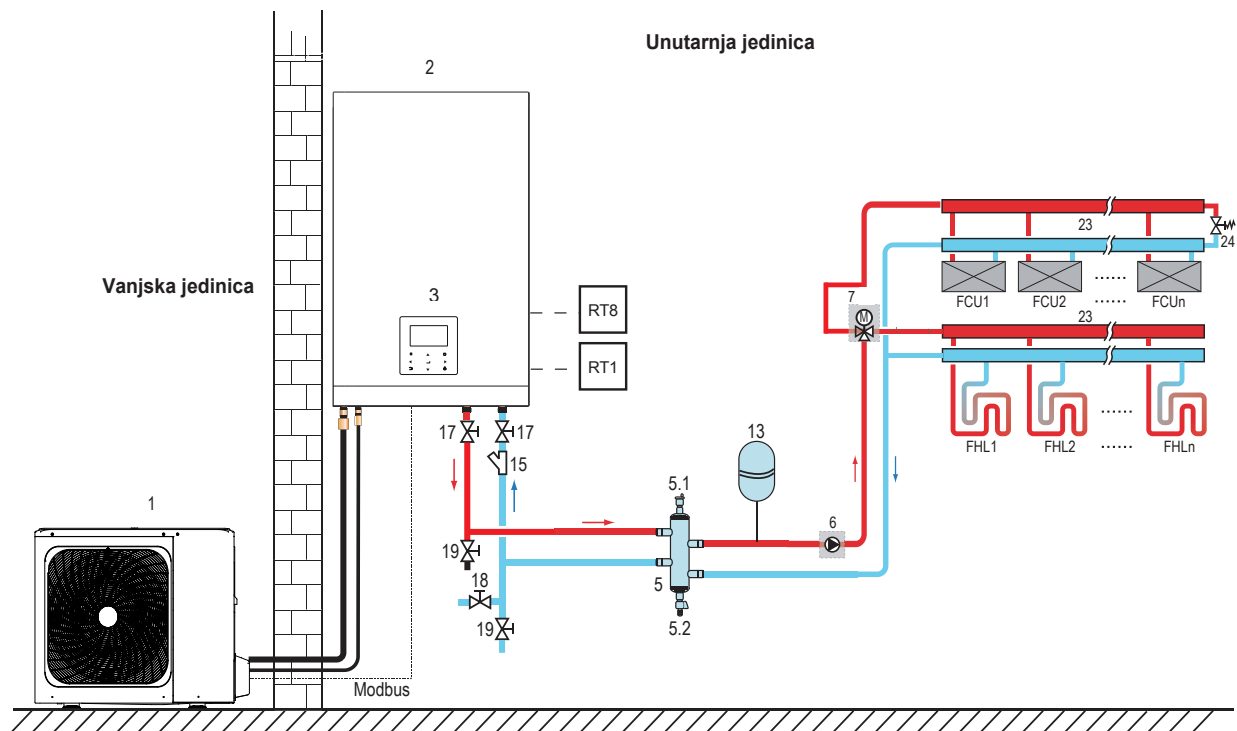 Unutarnja jedinica
2
Vanjska jedinica
3
RT8
RT1
23
24
FCU1 FCU2 ...... FCUn
......
7
M
23
FHL1 FHL2 ...... FHLn
......
17 17
15
13
5.1
6
1
19
18
5
19
5.2
Modbus